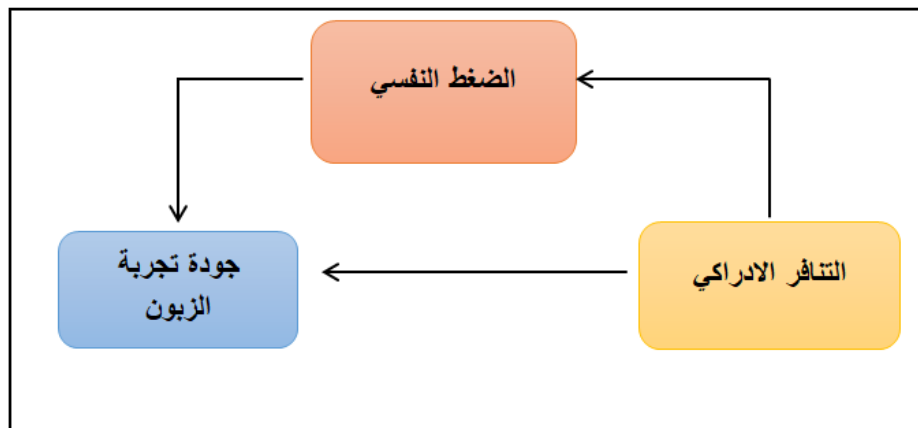 الضغط النفسي
التنافر الادراكي
جودة تجربة
الزبون